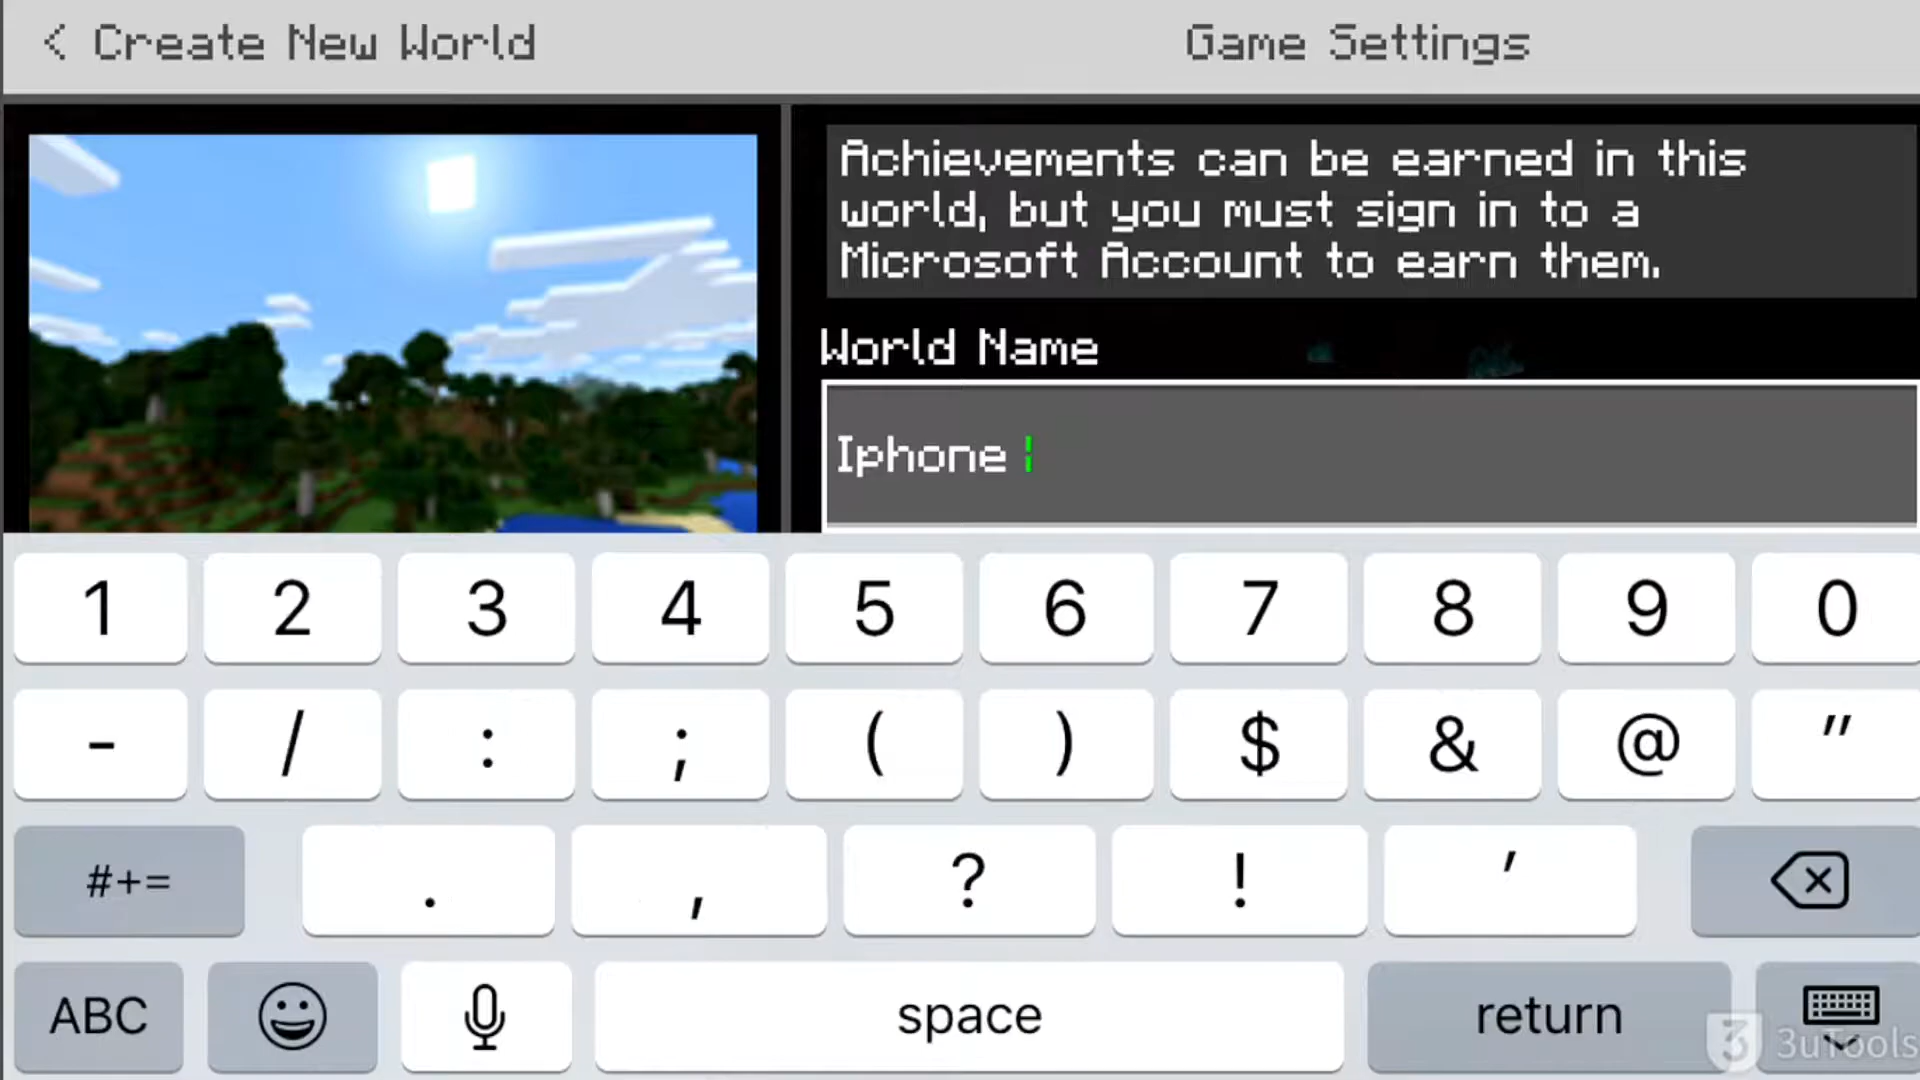 < Create New World
Game Settings
Achievements can be earned in this
world, but you must sign in to a
Microsoft Account to earn them.
World Name
Iphone
1 2 3 4 5 6 7 8 9 0
- / : ; ( ) $ & @ "
#+= . , ? ! '
ABC space return
3uTools